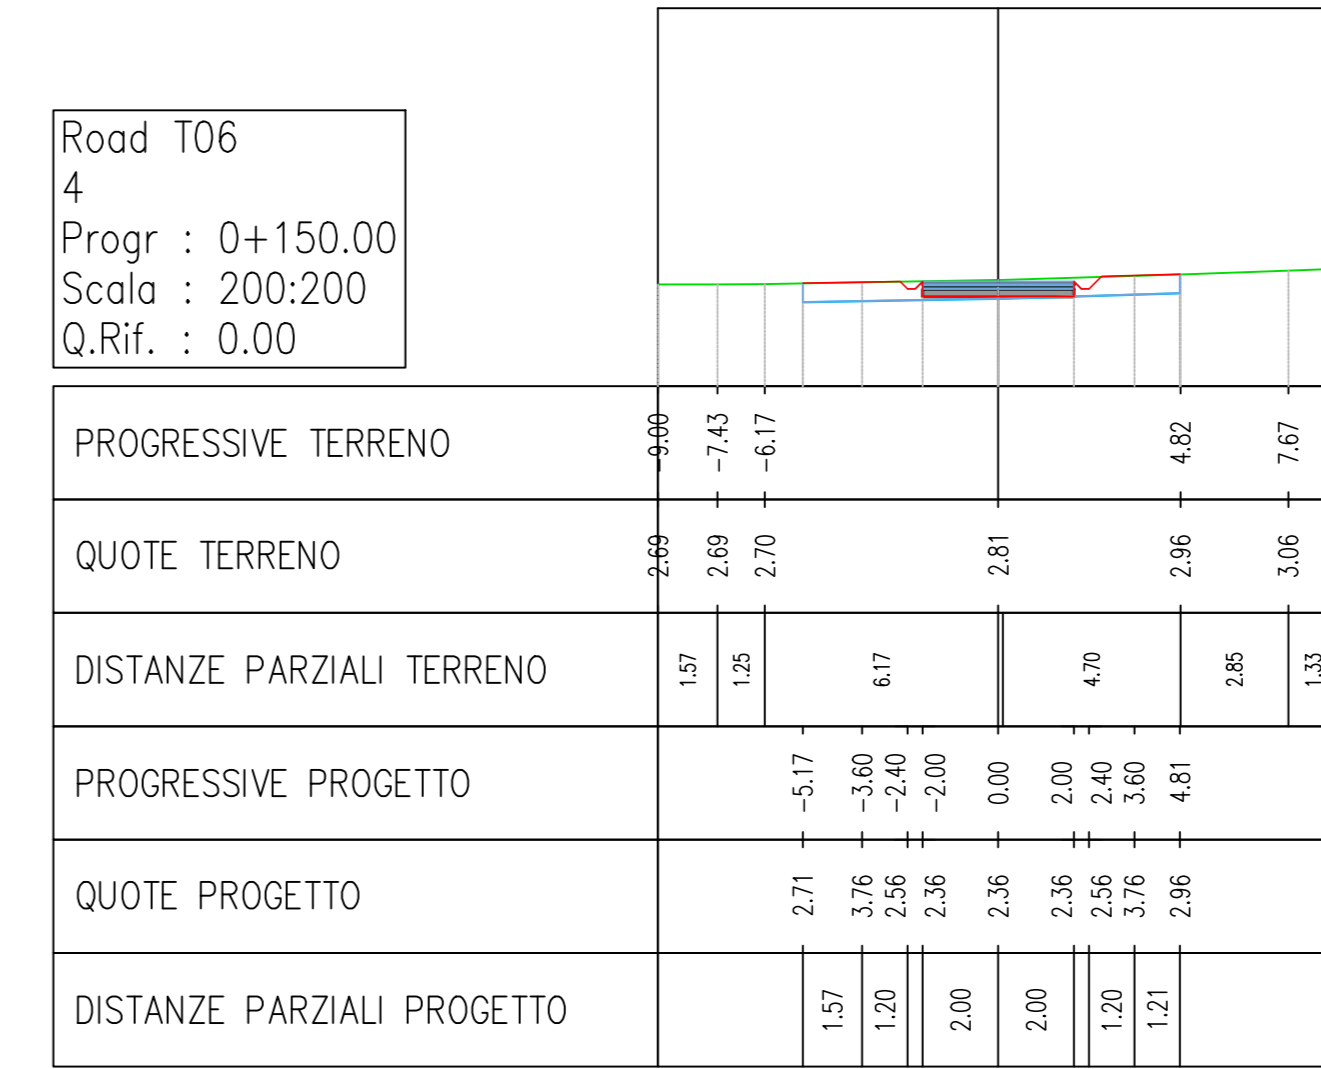 Road T06
4
Progr : 0+150.00
Scala : 200:200
Q.Rif. : 0.00
PROGRESSIVE TERRENO -9.00 -7.43 -6.17 4.82 7.67
QUOTE TERRENO 2.69 2.69 2.70 2.81 2.96 3.06
DISTANZE PARZIALI TERRENO 1.57 1.25 6.17 4.70 2.85 1.33
PROGRESSIVE PROGETTO -5.17 -3.60 -2.40 -2.00 0.00 2.00 2.40 3.60 4.81
QUOTE PROGETTO 2.71 3.76 2.56 2.36 2.36 2.36 2.56 3.76 2.96
DISTANZE PARZIALI PROGETTO 1.57 1.20 2.00 2.00 1.20 1.21